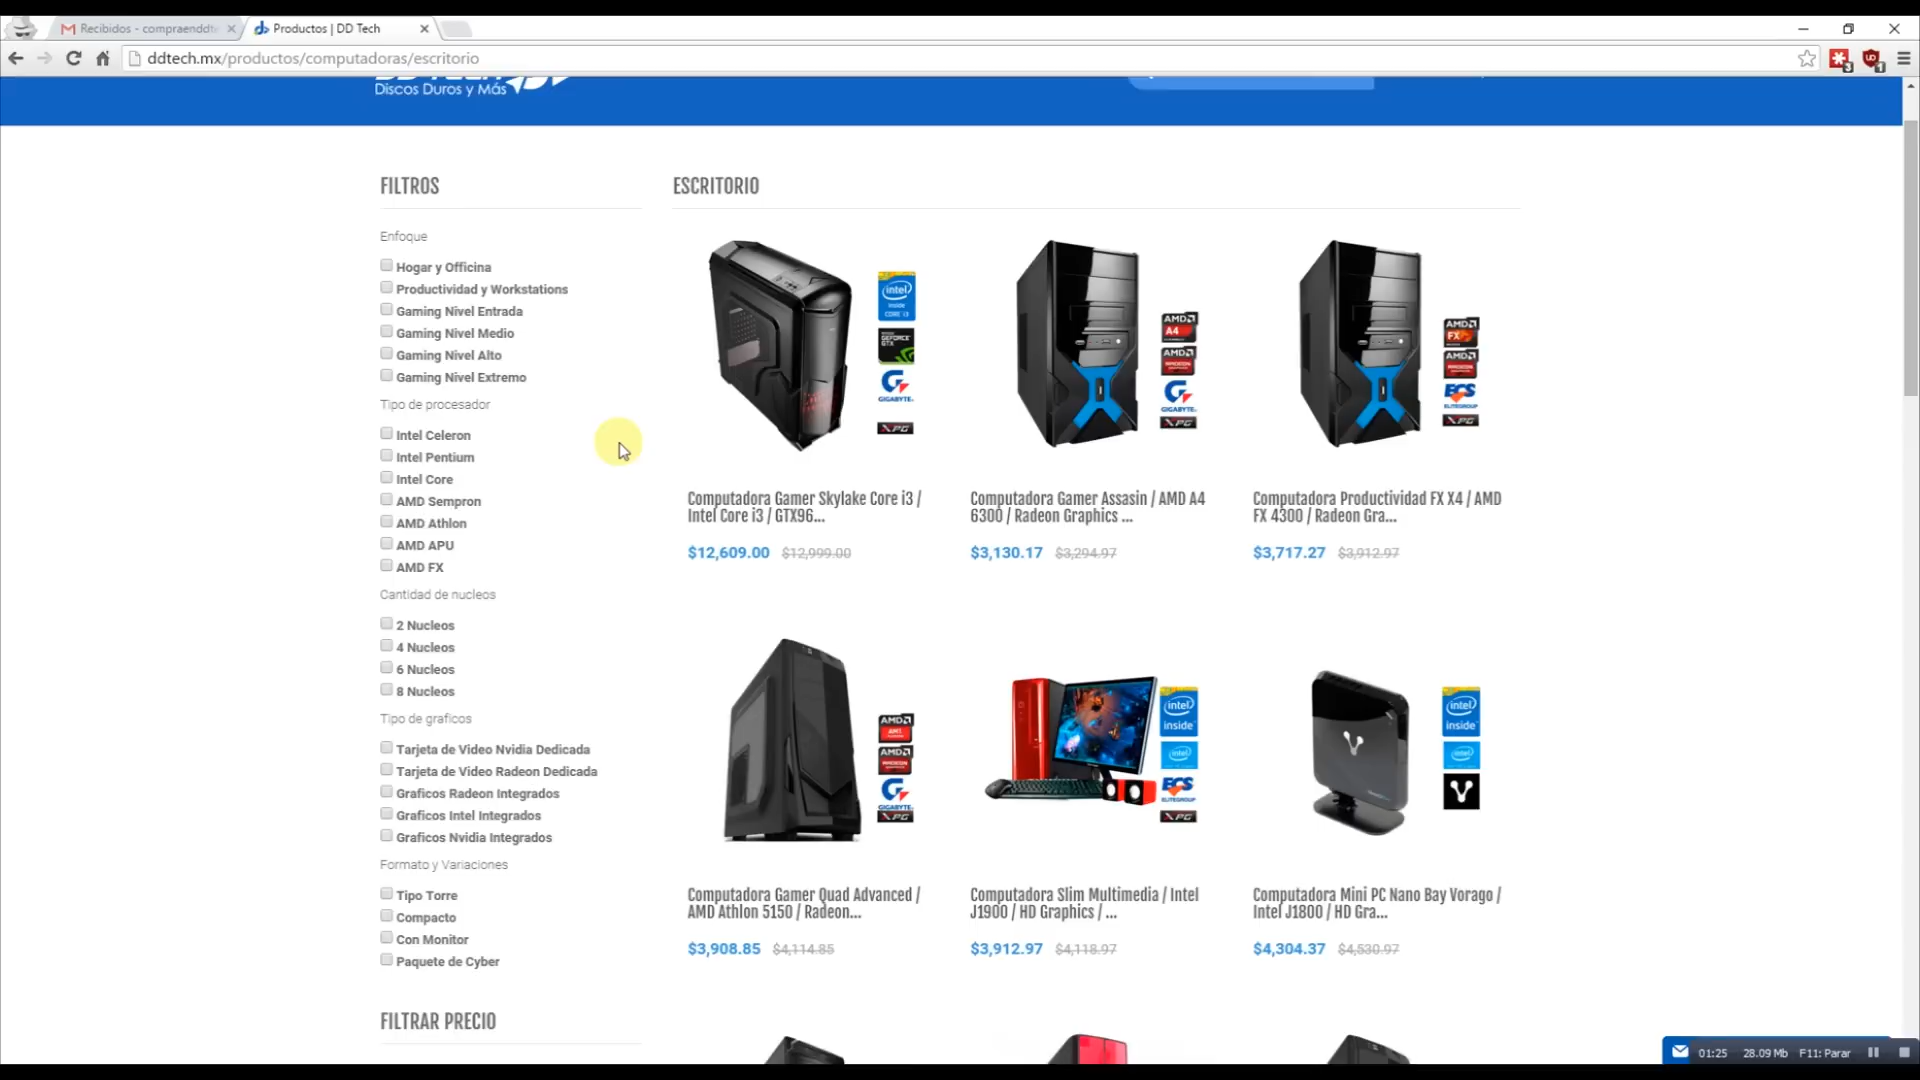 Recibidos - compraenddt
Productos | DD Tech
ddtech.mx/productos/computadoras/escritorio
3
1
Discos Duros y Más
FILTROS
Enfoque
Hogar y Officina
Productividad y Workstations
Gaming Nivel Entrada
Gaming Nivel Medio
Gaming Nivel Alto
Gaming Nivel Extremo
Tipo de procesador
Intel Celeron
Intel Pentium
Intel Core
AMD Sempron
AMD Athlon
AMD APU
AMD FX
Cantidad de nucleos
2 Nucleos
4 Nucleos
6 Nucleos
8 Nucleos
Tipo de graficos
Tarjeta de Video Nvidia Dedicada
Tarjeta de Video Radeon Dedicada
Graficos Radeon Integrados
Graficos Intel Integrados
Graficos Nvidia Integrados
Formato y Variaciones
Tipo Torre
Compacto
Con Monitor
Paquete de Cyber
FILTRAR PRECIO
ESCRITORIO
intel
inside
CORE i3
GEFORCE
GTX
GIGABYTE
XPG
AMD
A4
AMD
RADEON
GIGABYTE
XPG
AMD
FX
AMD
RADEON
ECS
ELITEGROUP
XPG
Computadora Gamer Skylake Core i3 /
Intel Core i3 / GTX96...
$12,609.00 $12,999.00
Computadora Gamer Assasin / AMD A4
6300 / Radeon Graphics ...
$3,130.17 $3,294.97
Computadora Productividad FX X4 / AMD
FX 4300 / Radeon Gra...
$3,717.27 $3,912.97
AMD
AM1
AMD
RADEON
GIGABYTE
XPG
intel
inside
intel
ECS
ELITEGROUP
XPG
intel
inside
intel
Computadora Gamer Quad Advanced /
AMD Athlon 5150 / Radeon...
$3,908.85 $4,114.85
Computadora Slim Multimedia / Intel
J1900 / HD Graphics / ...
$3,912.97 $4,118.97
Computadora Mini PC Nano Bay Vorago /
Intel J1800 / HD Gra...
$4,304.37 $4,530.97
01:25 28.09 Mb F11: Parar